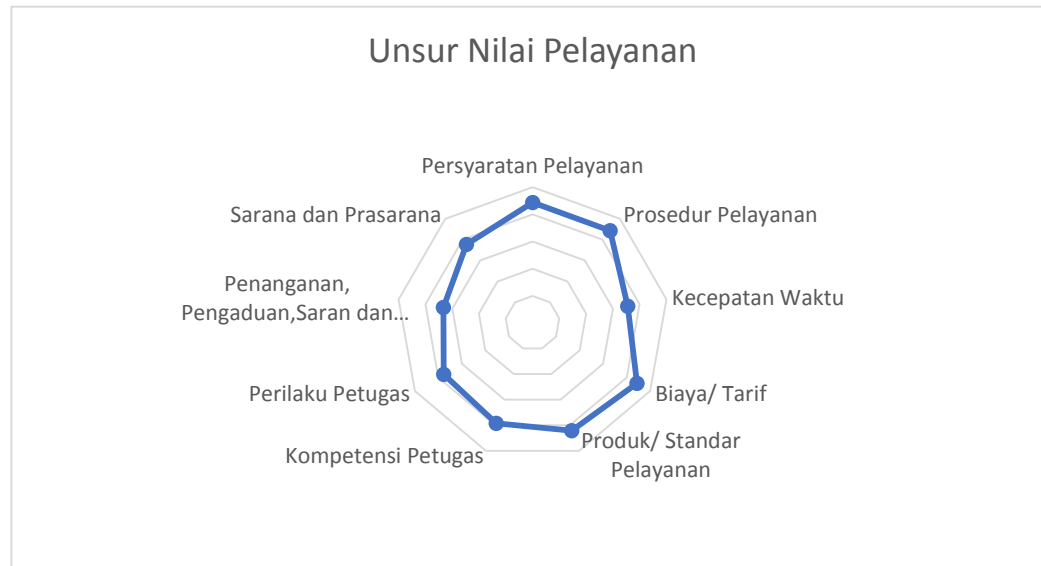 Unsur Nilai Pelayanan
Persyaratan Pelayanan
Prosedur Pelayanan
Kecepatan Waktu
Biaya/ Tarif
Produk/ Standar
Pelayanan
Kompetensi Petugas
Perilaku Petugas
Penanganan,
Pengaduan,Saran dan...
Sarana dan Prasarana